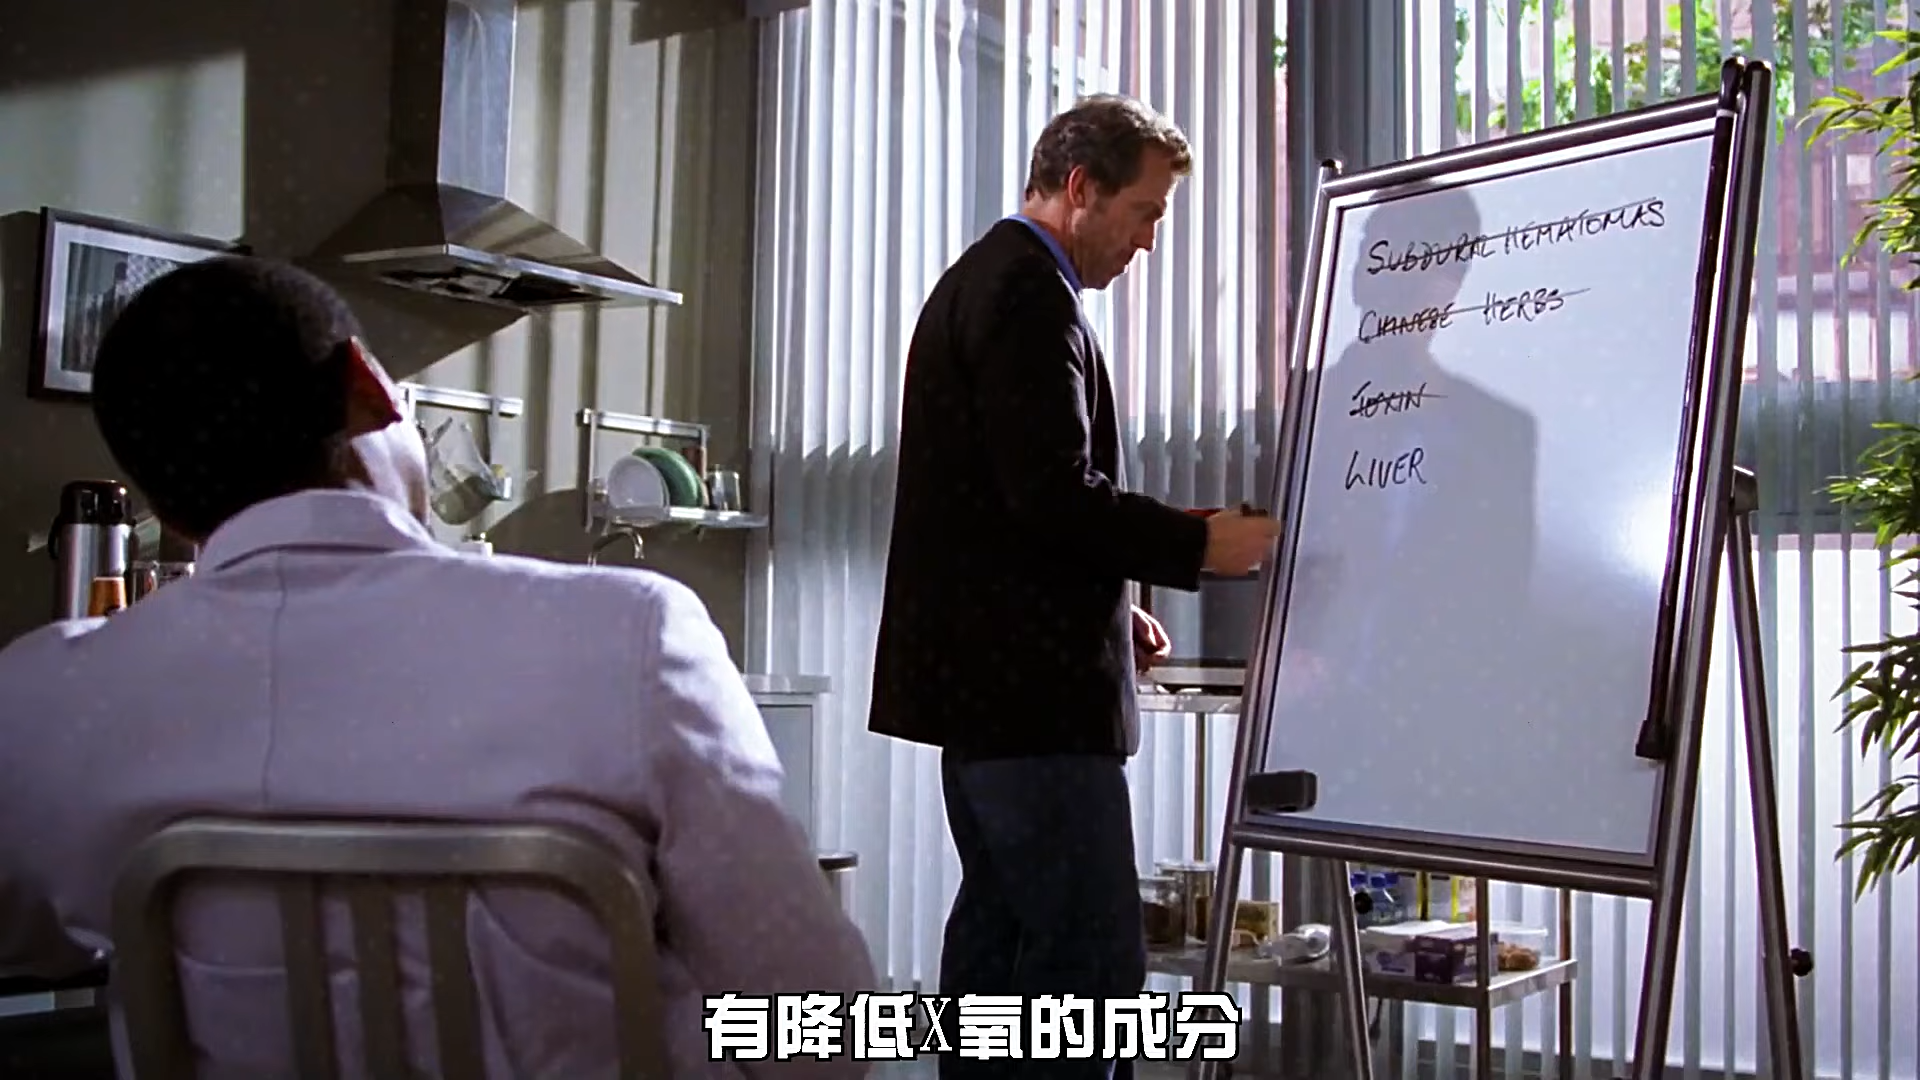 SUBDURAL HEMATOMAS
CHINESE HERBS
TOXIN
LIVER
有降低X氧的成分